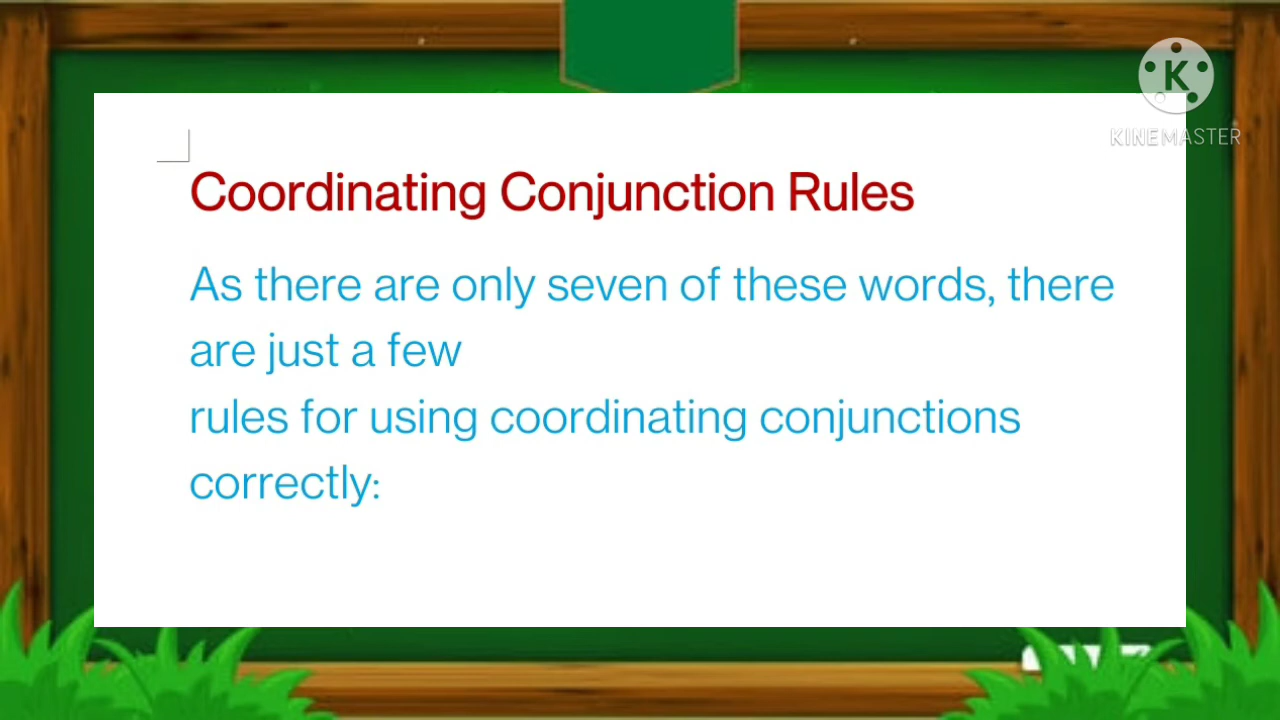 K
KINEMASTER
Coordinating Conjunction Rules
As there are only seven of these words, there
are just a few
rules for using coordinating conjunctions
correctly: